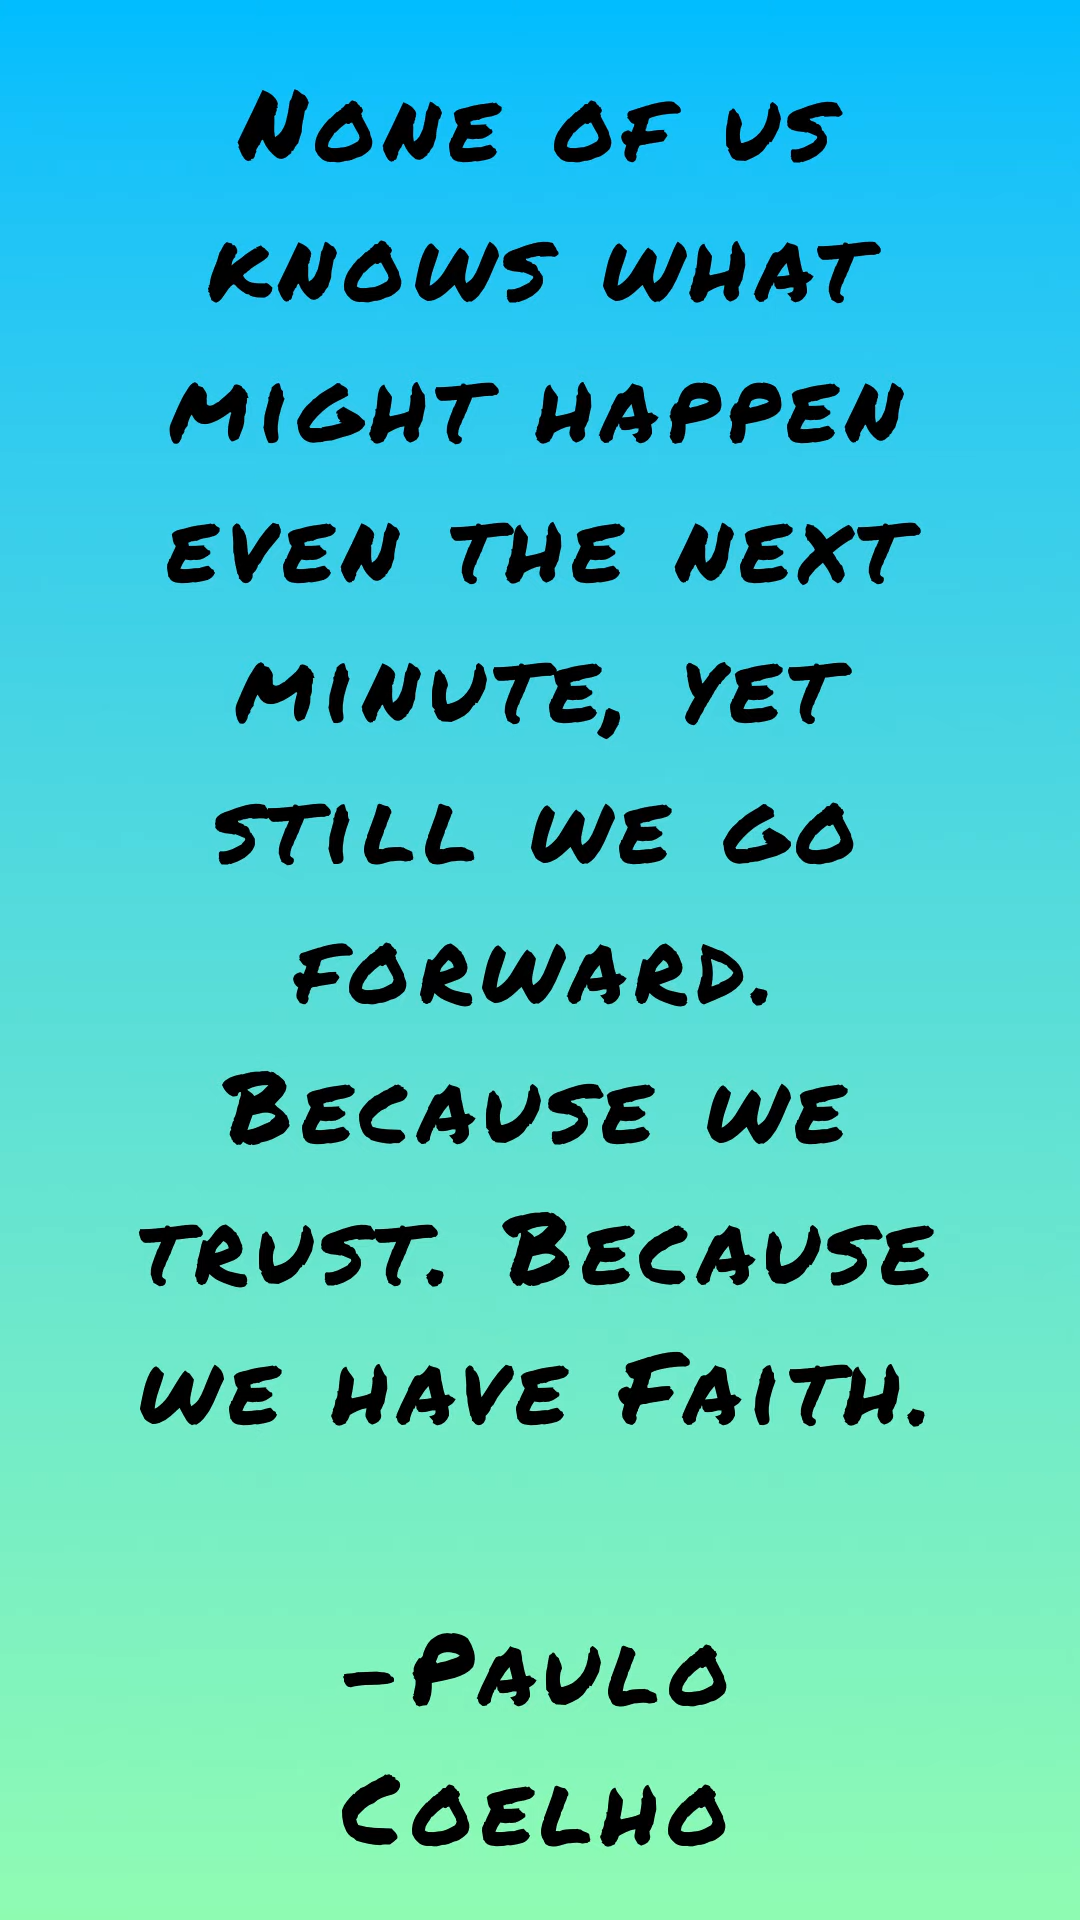 None of us
knows what
might happen
even the next
minute, yet
still we go
forward.
Because we
trust. Because
we have Faith.
-Paulo
Coelho